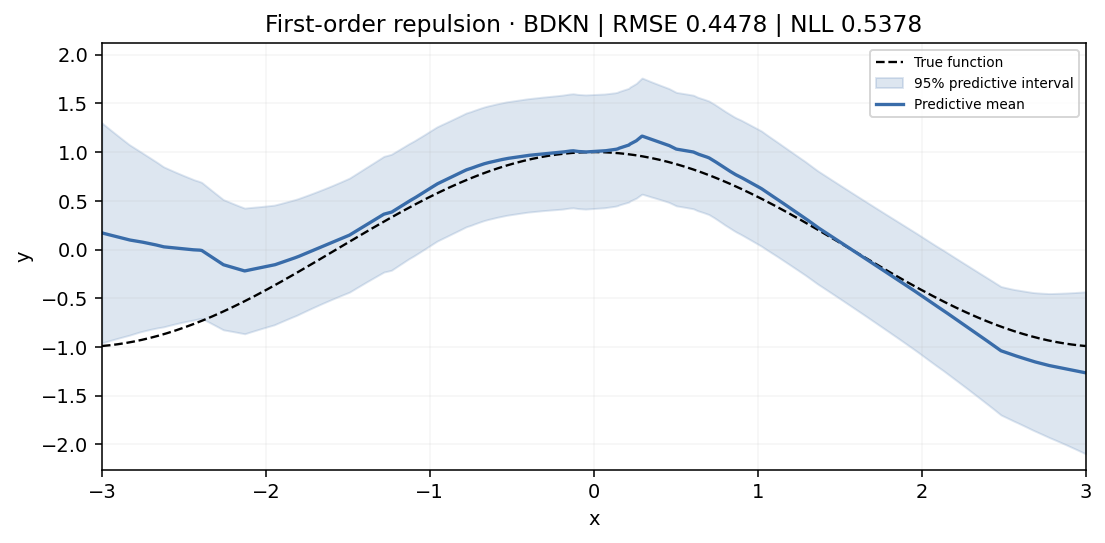 First-order repulsion · BDKN | RMSE 0.4478 | NLL 0.5378
True function
95% predictive interval
Predictive mean
2.0
1.5
1.0
0.5
0.0
−0.5
−1.0
−1.5
−2.0
y
−3
−2
−1
0
1
2
3
x